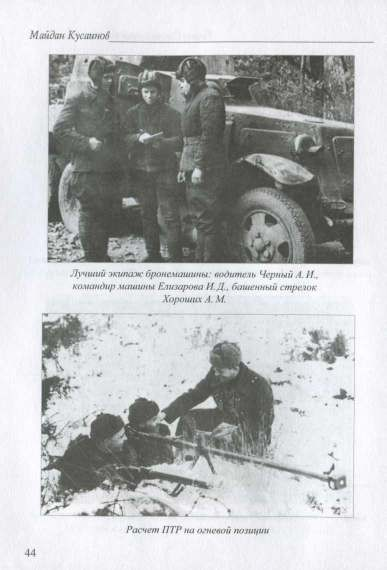 Майдан Кусаинов
Лучший экипаж бронемашины: водитель Черный А. И.,
командир машины Елизарова И. Д., башенный стрелок
Хороших А. М.
Расчет ПТР на огневой позиции
44